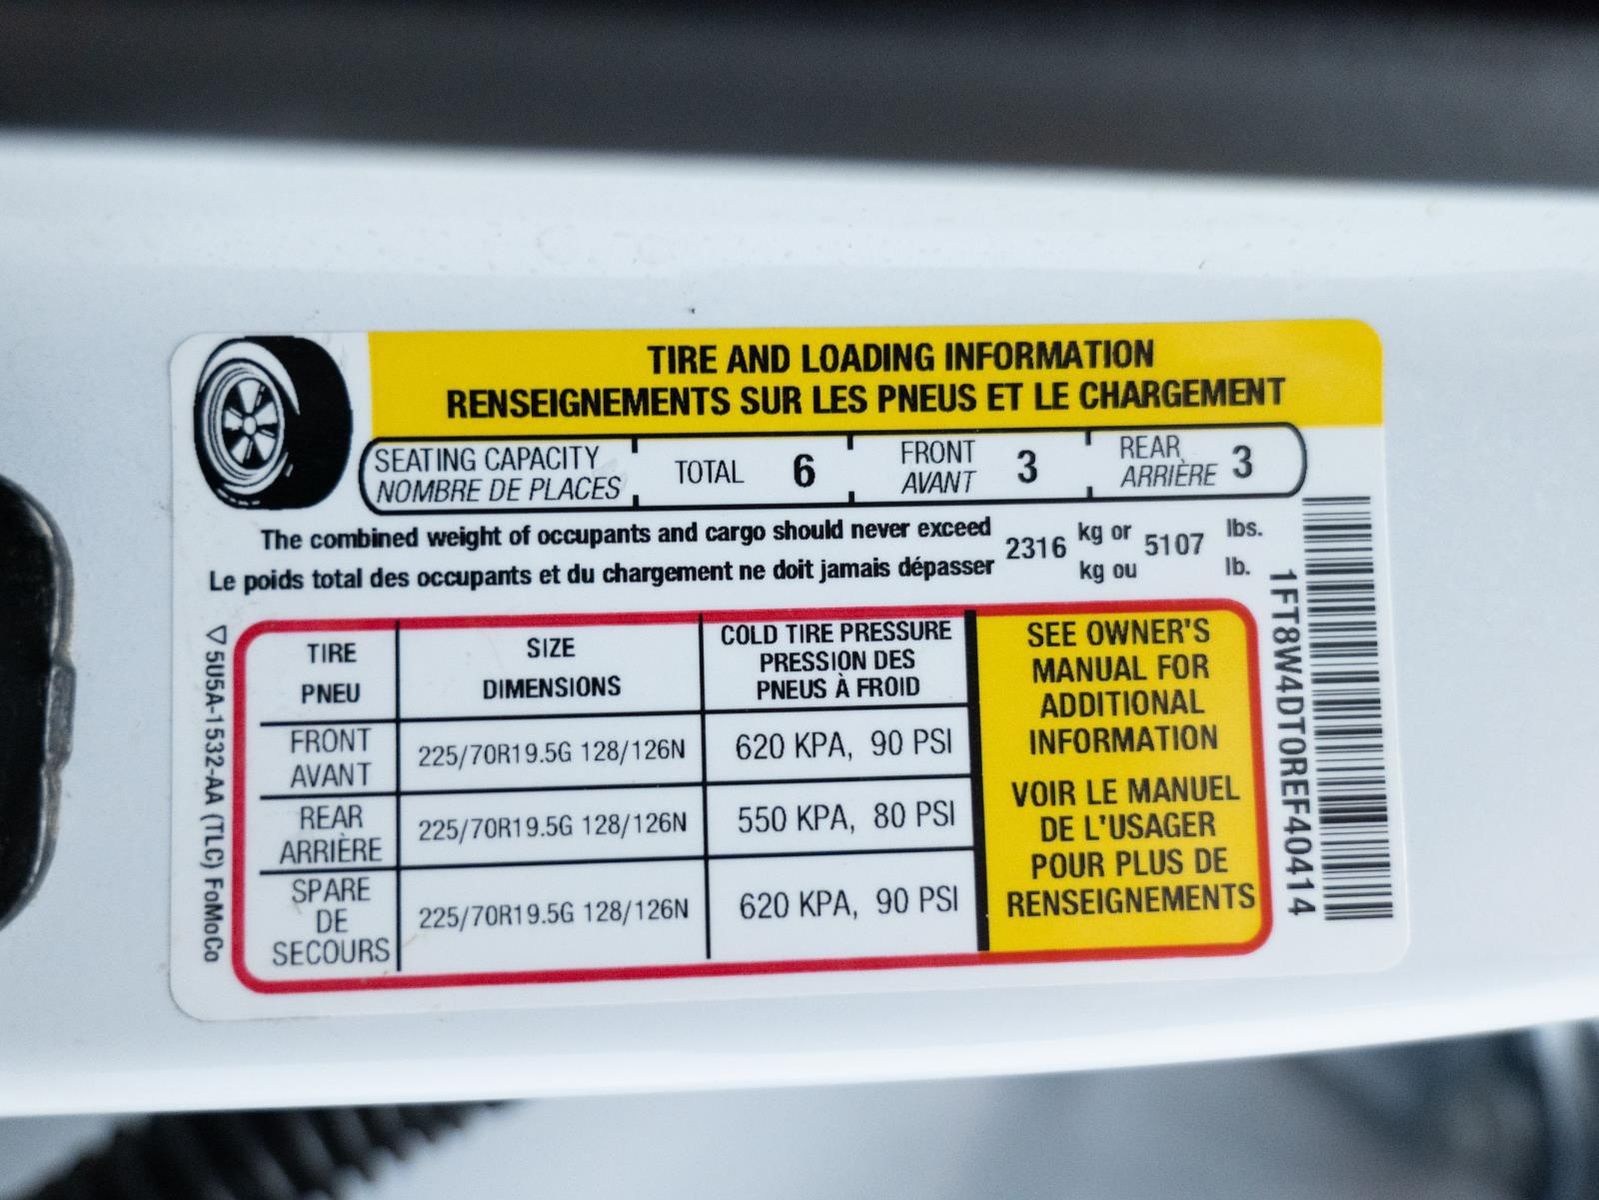 TIRE AND LOADING INFORMATION
RENSEIGNEMENTS SUR LES PNEUS ET LE CHARGEMENT
SEATING CAPACITY
NOMBRE DE PLACES
TOTAL 6
FRONT
AVANT
3
REAR
ARRIÈRE
3
The combined weight of occupants and cargo should never exceed
Le poids total des occupants et du chargement ne doit jamais dépasser
2316
kg or
kg ou
5107
lbs.
lb.
TIRE
PNEU
SIZE
DIMENSIONS
COLD TIRE PRESSURE
PRESSION DES
PNEUS À FROID
FRONT
AVANT
225/70R19.5G 128/126N
620 KPA, 90 PSI
REAR
ARRIÈRE
225/70R19.5G 128/126N
550 KPA, 80 PSI
SPARE
DE
SECOURS
225/70R19.5G 128/126N
620 KPA, 90 PSI
SEE OWNER'S
MANUAL FOR
ADDITIONAL
INFORMATION
VOIR LE MANUEL
DE L'USAGER
POUR PLUS DE
RENSEIGNEMENTS
5U5A-1532-AA (TLC) FoMoCo
1FT8W4DT0REF40414